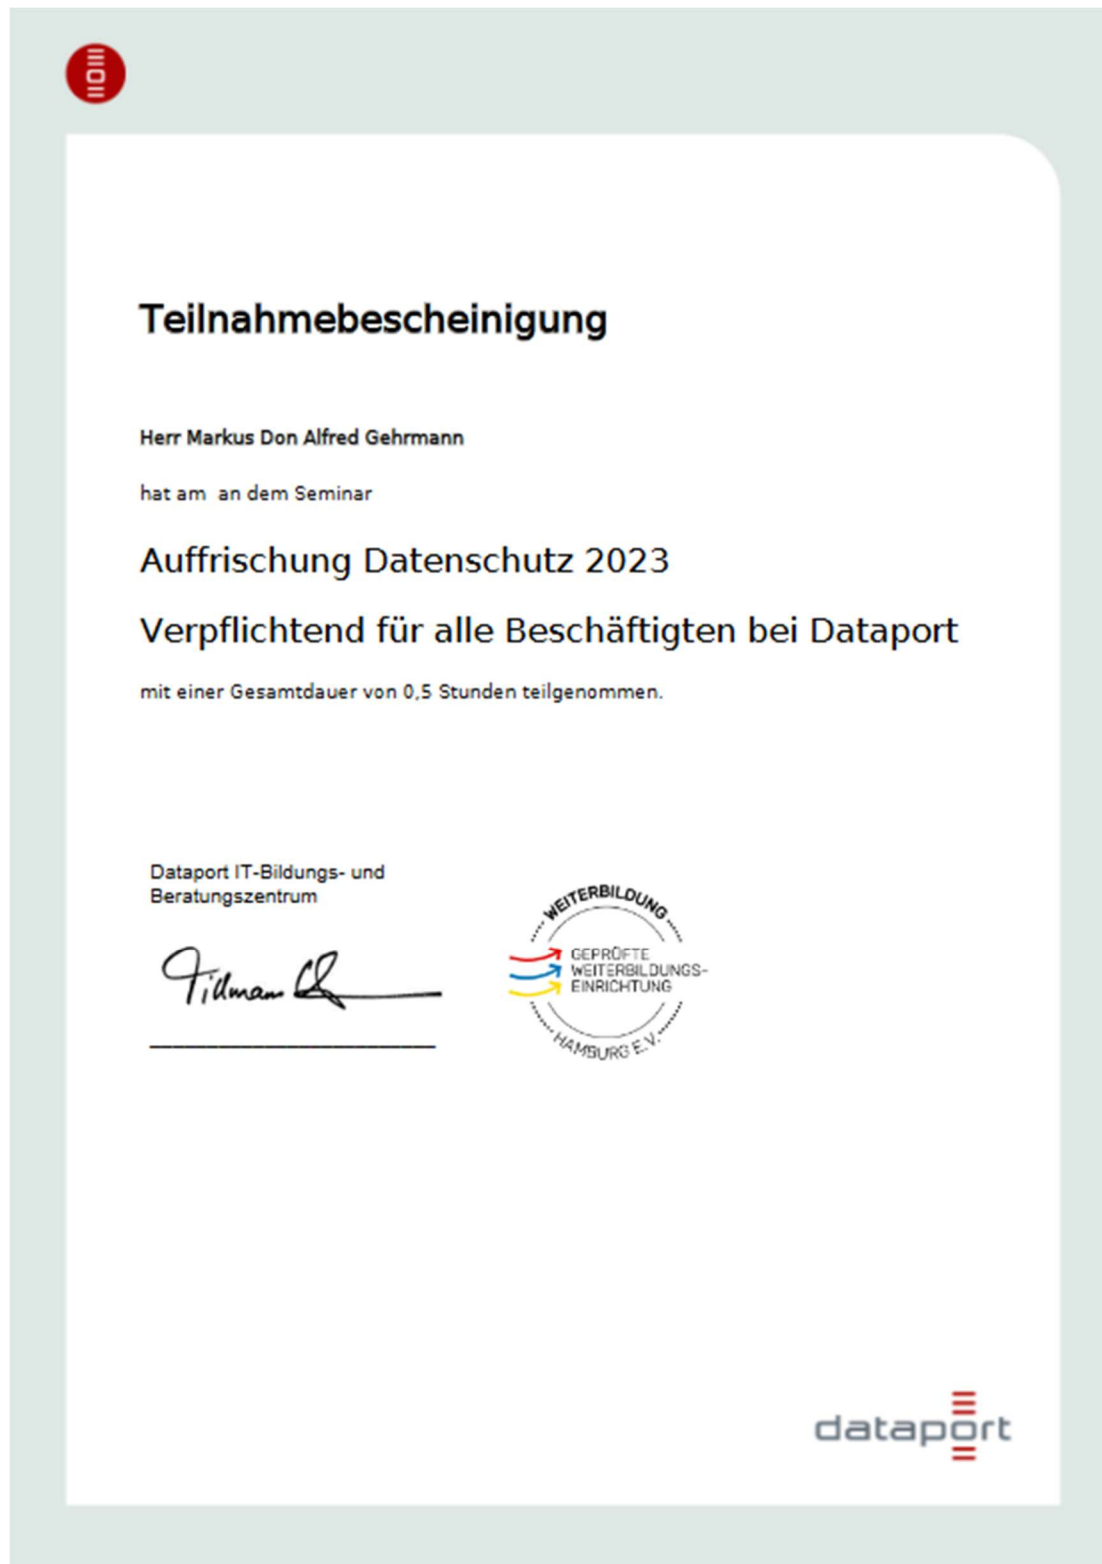 Teilnahmebescheinigung
Herr Markus Don Alfred Gehrmann
hat am  an dem Seminar
Auffrischung Datenschutz 2023
Verpflichtend für alle Beschäftigten bei Dataport
mit einer Gesamtdauer von 0,5 Stunden teilgenommen.
Dataport IT-Bildungs- und
Beratungszentrum
Tillmann
WEITERBILDUNG
GEPRÜFTE
WEITERBILDUNGS-
EINRICHTUNG
HAMBURG E.V.
dataport